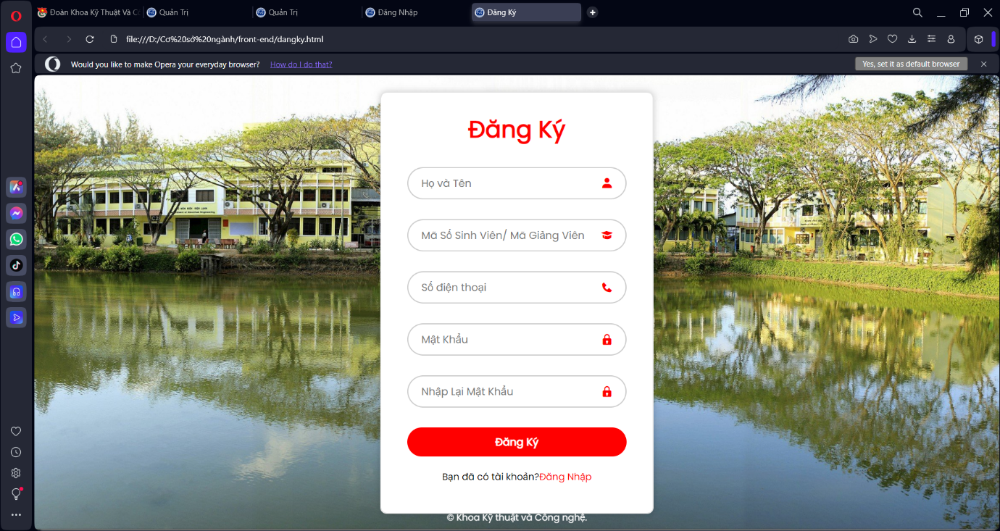 Đoàn Khoa Kỹ Thuật Và Cô
Quản Trị
Quản Trị
Đăng Nhập
Đăng Ký
file:///D:/Cơ%20sở%20ngành/front-end/dangky.html
Would you like to make Opera your everyday browser? How do I do that?
Yes, set it as default browser
Đăng Ký
Họ và Tên
Mã Số Sinh Viên/ Mã Giảng Viên
Số điện thoại
Mật Khẩu
Nhập Lại Mật Khẩu
Đăng Ký
Bạn đã có tài khoản?Đăng Nhập
© Khoa Kỹ thuật và Công nghệ.